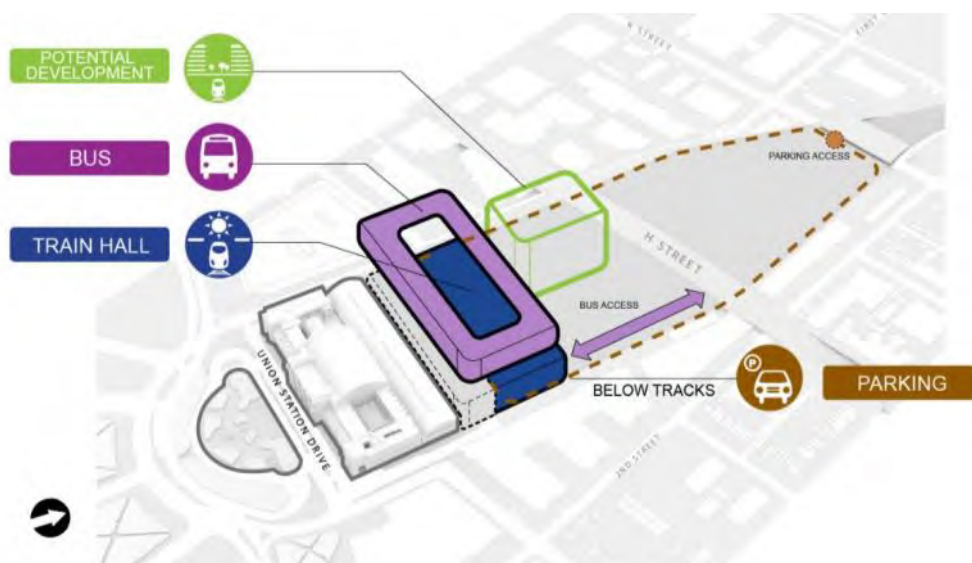 POTENTIAL
DEVELOPMENT
BUS
TRAIN HALL
K STREET
FIRST
PARKING ACCESS
H STREET
BUS ACCESS
UNION STATION DRIVE
BELOW TRACKS
P
PARKING
2ND STREET